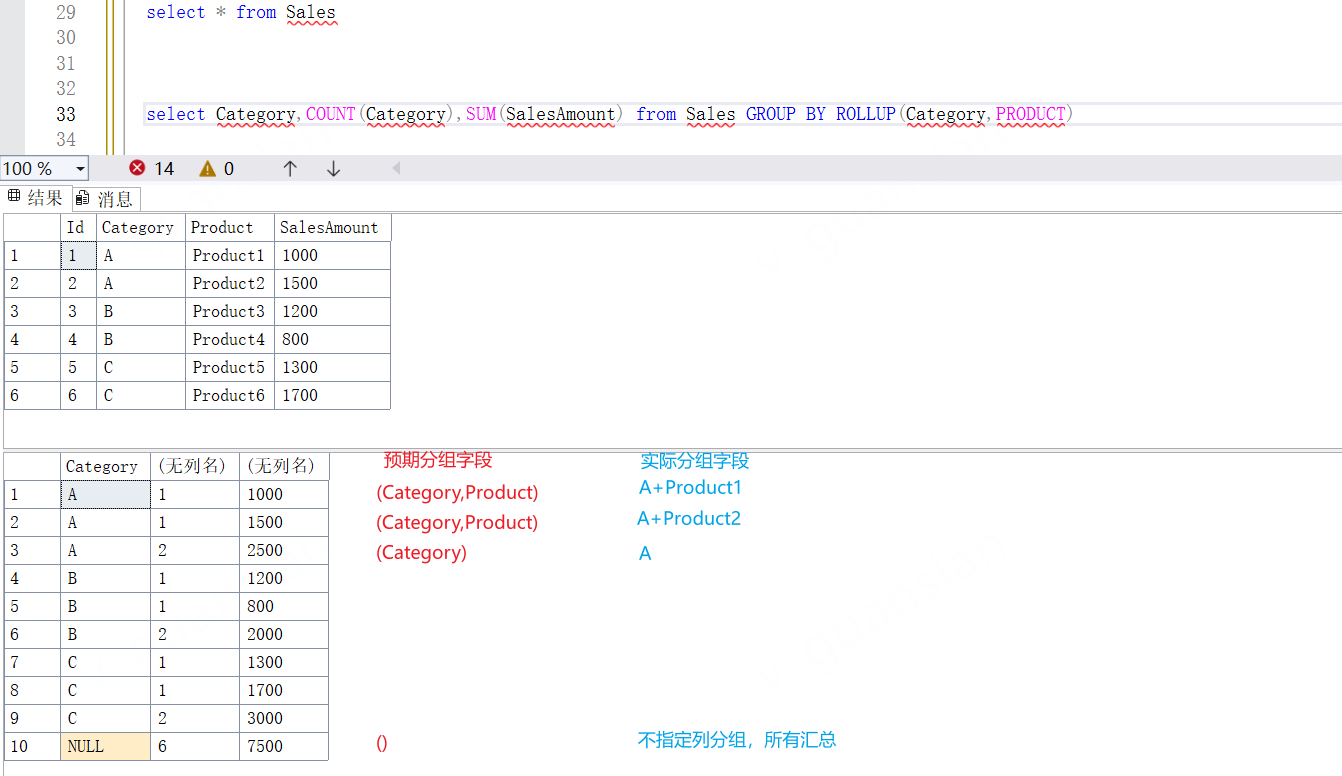 29 select * from Sales
30
31
32
33 select Category,COUNT(Category),SUM(SalesAmount) from Sales GROUP BY ROLLUP(Category,PRODUCT)
34
100 % 14 0
结果 消息
Id Category Product SalesAmount
1 1 A Product1 1000
2 2 A Product2 1500
3 3 B Product3 1200
4 4 B Product4 800
5 5 C Product5 1300
6 6 C Product6 1700
Category (无列名) (无列名) 预期分组字段 实际分组字段
1 A 1 1000 (Category,Product) A+Product1
2 A 1 1500 (Category,Product) A+Product2
3 A 2 2500 (Category) A
4 B 1 1200
5 B 1 800
6 B 2 2000
7 C 1 1300
8 C 1 1700
9 C 2 3000
10 NULL 6 7500 () 不指定列分组，所有汇总